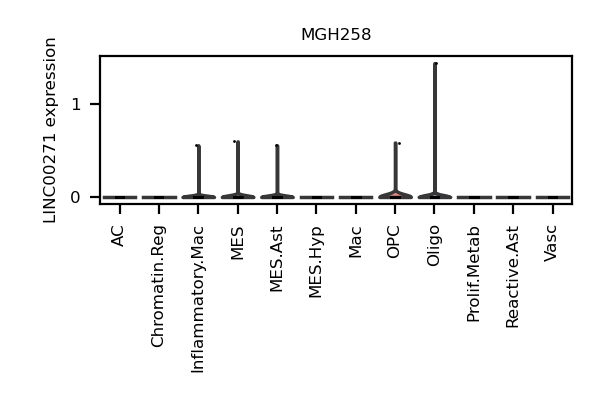 MGH258
LINC00271 expression
1
0
AC
Chromatin.Reg
Inflammatory.Mac
MES
MES.Ast
MES.Hyp
Mac
OPC
Oligo
Prolif.Metab
Reactive.Ast
Vasc